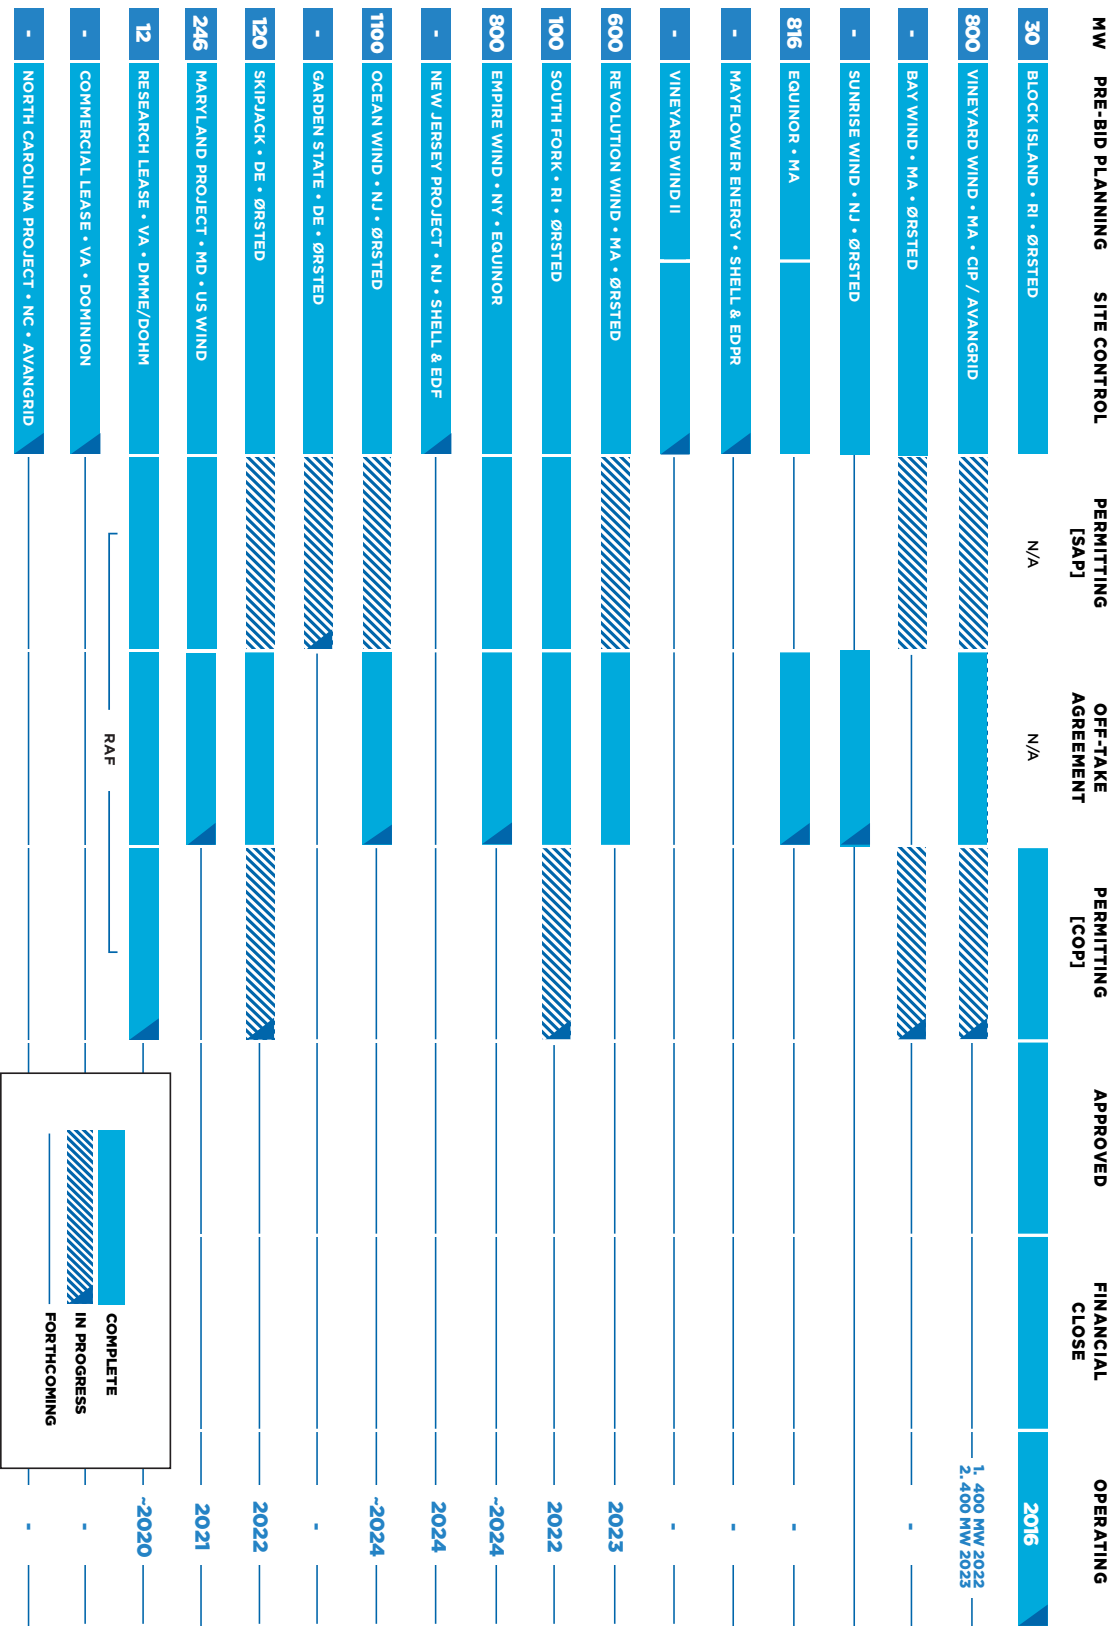 MW
PRE-BID PLANNING
SITE CONTROL
PERMITTING
[SAP]
OFF-TAKE
AGREEMENT
PERMITTING
[COP]
APPROVED
FINANCIAL
CLOSE
OPERATING
30
BLOCK ISLAND • RI • ØRSTED
N/A
N/A
2016
800
VINEYARD WIND • MA • CIP / AVANGRID
1. 400 MW 2022
2. 400 MW 2023
-
BAY WIND • MA • ØRSTED
-
-
SUNRISE WIND • NJ • ØRSTED
816
EQUINOR • MA
-
-
MAYFLOWER ENERGY • SHELL & EDPR
-
-
VINEYARD WIND II
-
600
REVOLUTION WIND • MA • ØRSTED
2023
100
SOUTH FORK • RI • ØRSTED
2022
800
EMPIRE WIND • NY • EQUINOR
~2024
-
NEW JERSEY PROJECT • NJ • SHELL & EDF
2024
1100
OCEAN WIND • NJ • ØRSTED
~2024
-
GARDEN STATE • DE • ØRSTED
-
120
SKIPJACK • DE • ØRSTED
2022
246
MARYLAND PROJECT • MD • US WIND
2021
12
RESEARCH LEASE • VA • DMME/DOHM
~2020
RAF
-
COMMERCIAL LEASE • VA • DOMINION
-
-
NORTH CAROLINA PROJECT • NC • AVANGRID
-
COMPLETE
IN PROGRESS
FORTHCOMING